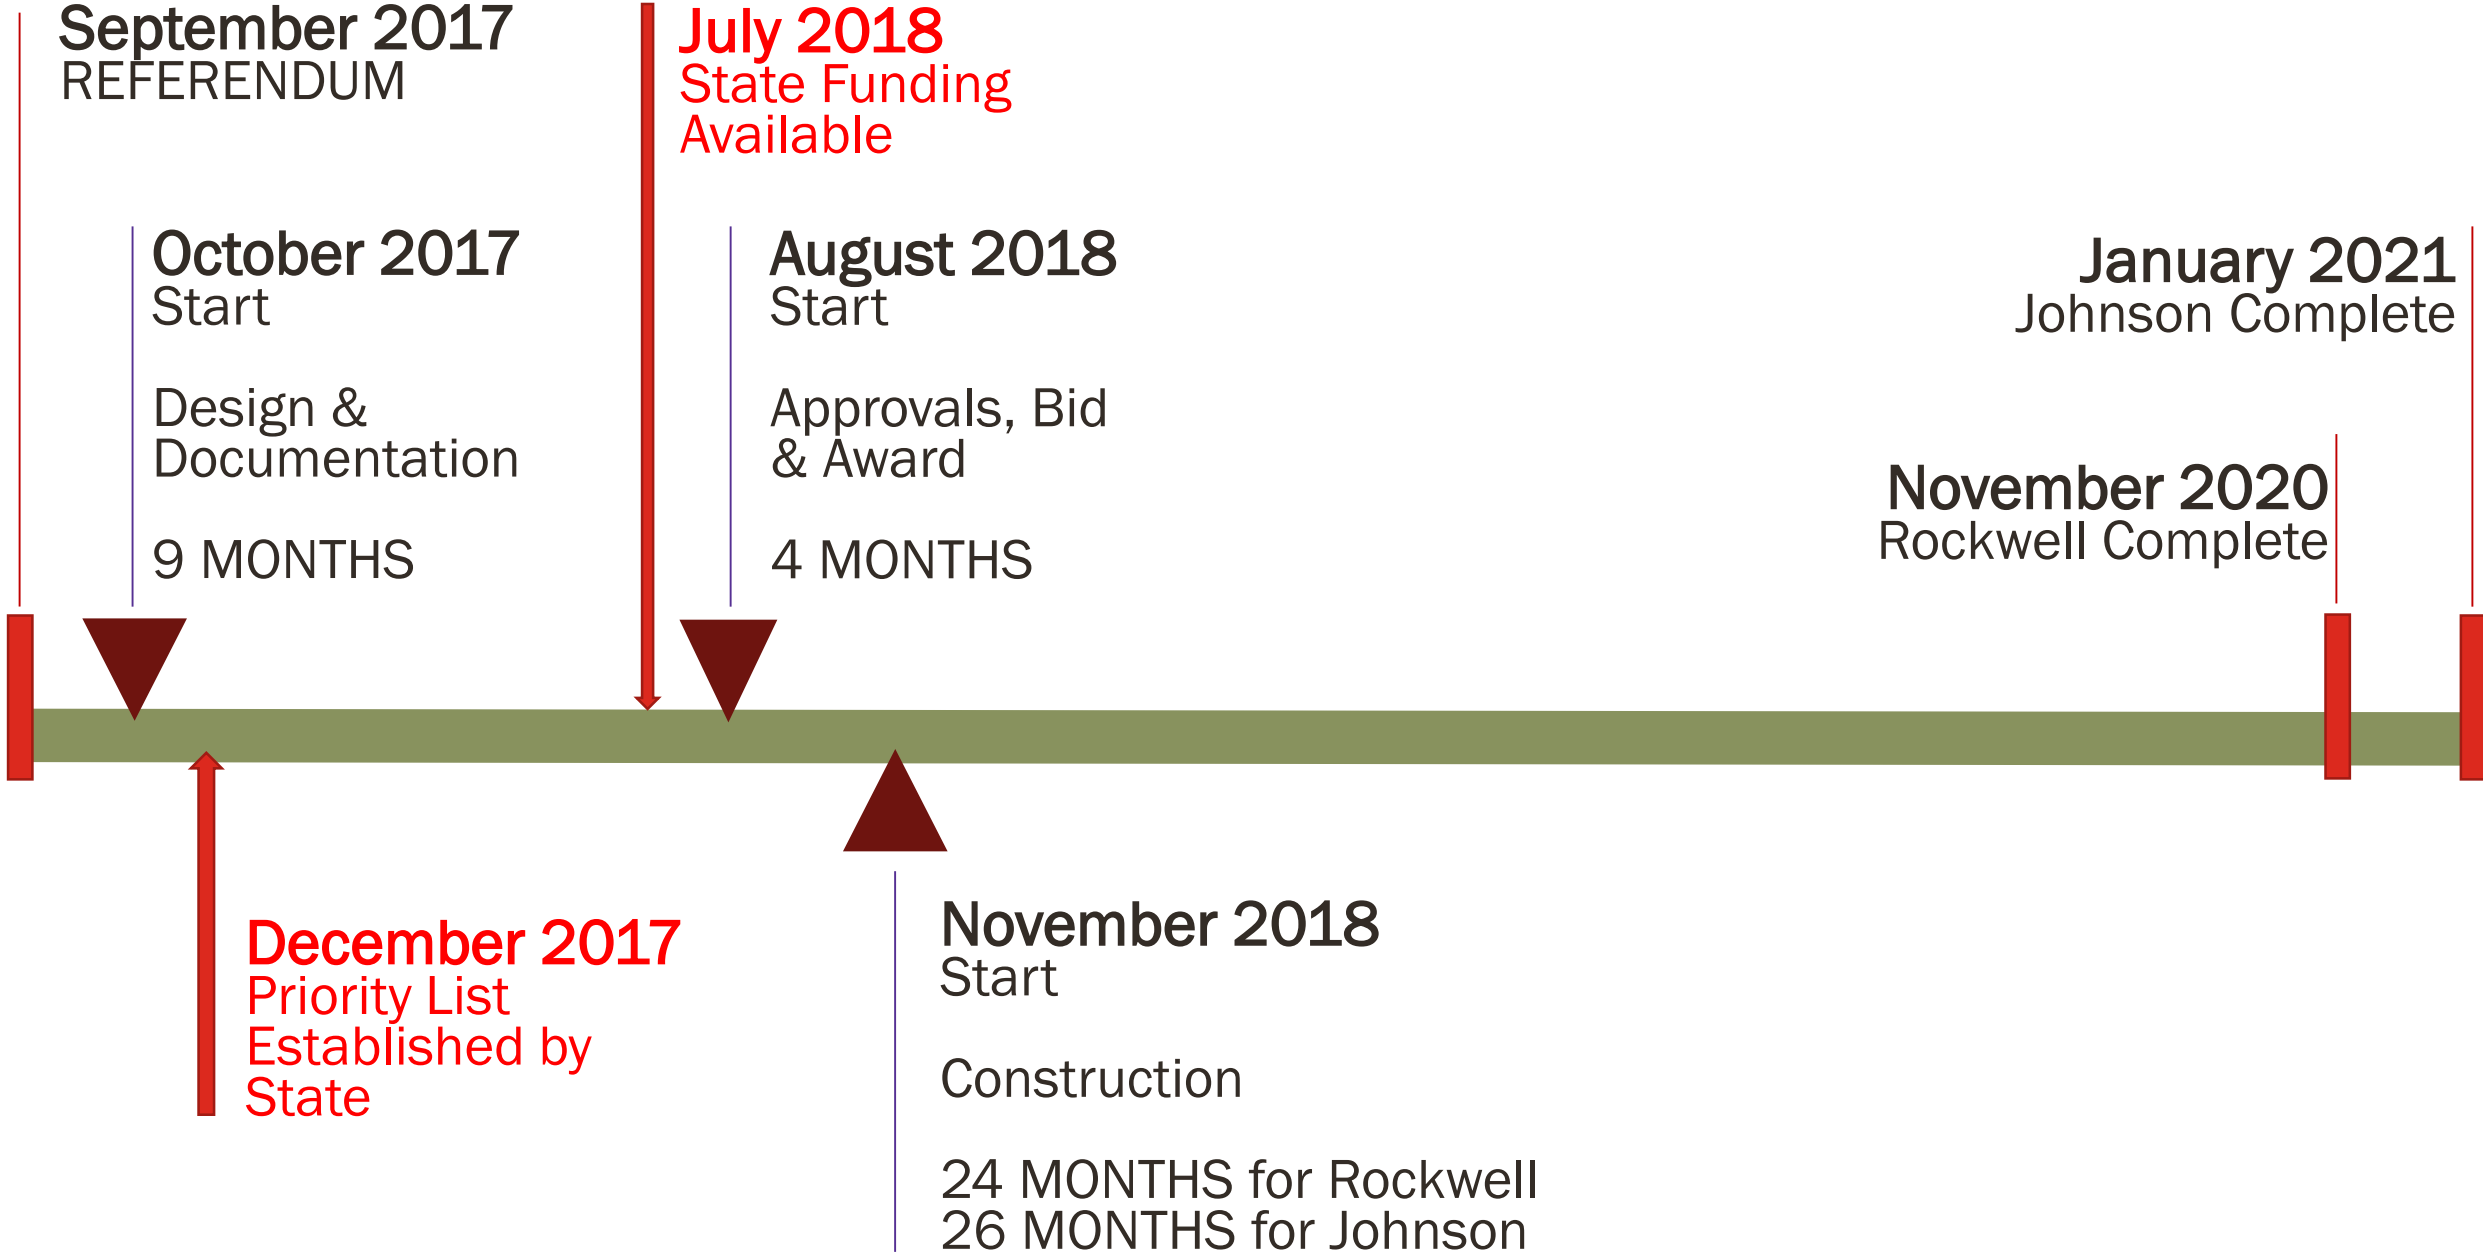 September 2017
REFERENDUM
July 2018
State Funding
Available
October 2017
Start
Design &
Documentation
9 MONTHS
August 2018
Start
Approvals, Bid
& Award
4 MONTHS
January 2021
Johnson Complete
November 2020
Rockwell Complete
December 2017
Priority List
Established by
State
November 2018
Start
Construction
24 MONTHS for Rockwell
26 MONTHS for Johnson